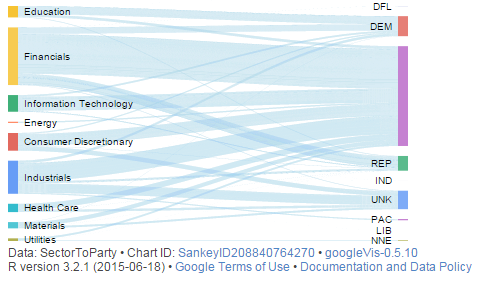 Education
Financials
Information Technology
Energy
Consumer Discretionary
Industrials
Health Care
Materials
Utilities
DFL
DEM
REP
IND
UNK
PAC
LIB
NNE
Data: SectorToParty • Chart ID: SankeyID208840764270 • googleVis-0.5.10
R version 3.2.1 (2015-06-18) • Google Terms of Use • Documentation and Data Policy